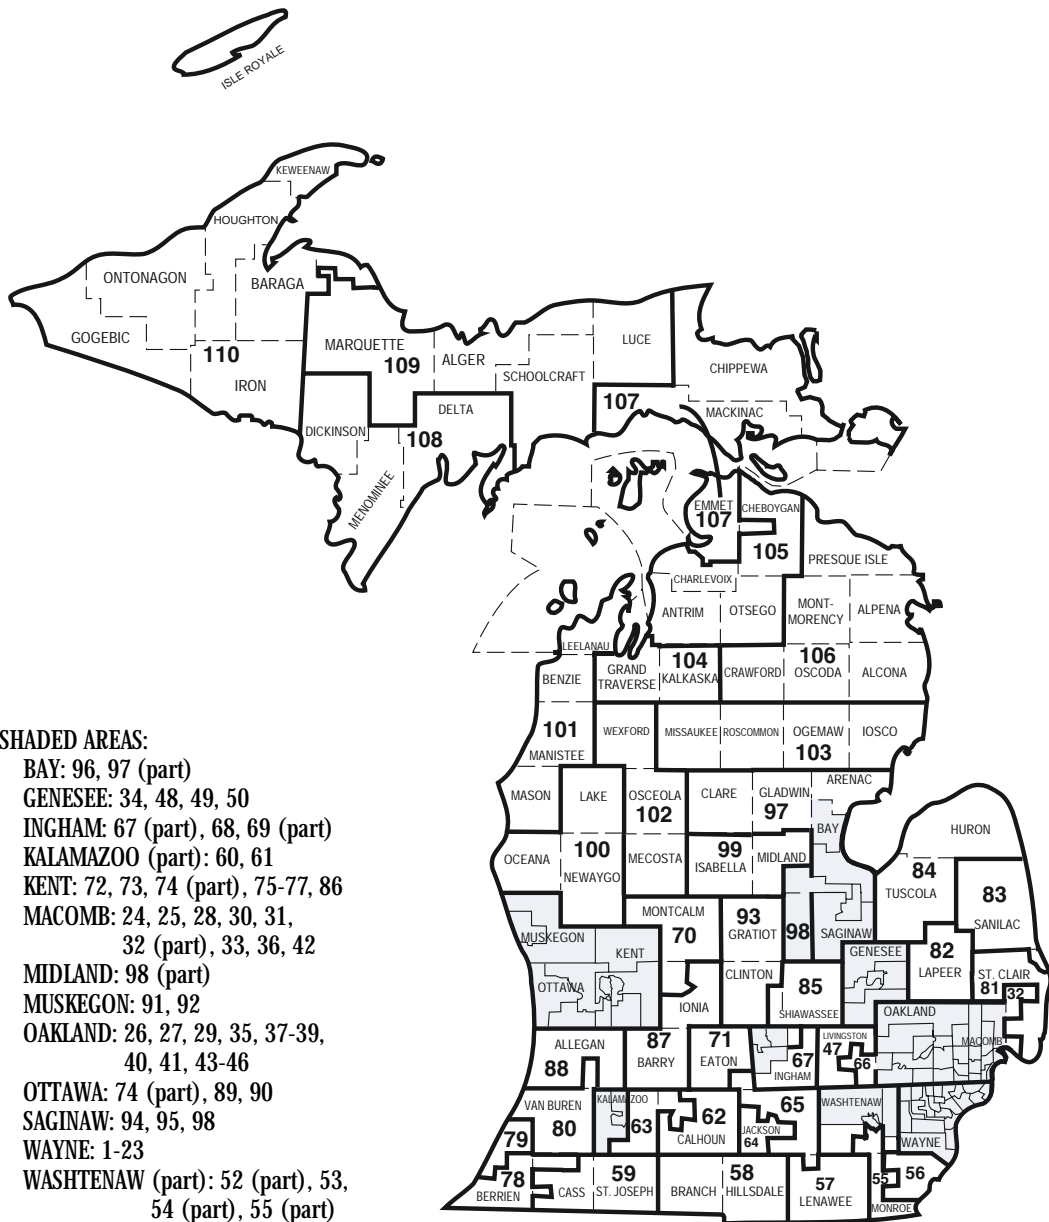 ISLE ROYALE
KEWEENAW
HOUGHTON
ONTONAGON
BARAGA
GOGEBIC
110
IRON
MARQUETTE
109
ALGER
LUCE
SCHOOLCRAFT
CHIPPEWA
107
MACKINAC
DELTA
DICKINSON
108
MENOMINEE
EMMET
107
CHEBOYGAN
105
PRESQUE ISLE
CHARLEVOIX
ANTRIM
OTSEGO
MONT-
MORENCY
ALPENA
LEELANAU
BENZIE
GRAND
TRAVERSE
104
KALKASKA
CRAWFORD
106
OSCODA
ALCONA
101
MANISTEE
WEXFORD
MISSAUKEE
ROSCOMMON
OGEMAW
103
IOSCO
MASON
LAKE
OSCEOLA
102
CLARE
GLADWIN
97
ARENAC
BAY
HURON
OCEANA
100
NEWAYGO
MECOSTA
99
ISABELLA
MIDLAND
84
TUSCOLA
83
SANILAC
MUSKEGON
MONTCALM
70
93
GRATIOT
98
SAGINAW
KENT
OTTAWA
IONIA
CLINTON
85
SHIAWASSEE
GENESEE
82
LAPEER
ST. CLAIR
81
32
ALLEGAN
88
87
BARRY
71
EATON
67
INGHAM
LIVINGSTON
47
66
OAKLAND
MACOMB
VAN BUREN
80
KALAMAZOO
63
62
CALHOUN
65
JACKSON
64
WASHTENAW
WAYNE
79
78
BERRIEN
CASS
59
ST. JOSEPH
BRANCH
58
HILLSDALE
57
LENAWEE
55
56
MONROE
SHADED AREAS:
BAY: 96, 97 (part)
GENESEE: 34, 48, 49, 50
INGHAM: 67 (part), 68, 69 (part)
KALAMAZOO (part): 60, 61
KENT: 72, 73, 74 (part), 75-77, 86
MACOMB: 24, 25, 28, 30, 31,
32 (part), 33, 36, 42
MIDLAND: 98 (part)
MUSKEGON: 91, 92
OAKLAND: 26, 27, 29, 35, 37-39,
40, 41, 43-46
OTTAWA: 74 (part), 89, 90
SAGINAW: 94, 95, 98
WAYNE: 1-23
WASHTENAW (part): 52 (part), 53,
54 (part), 55 (part)